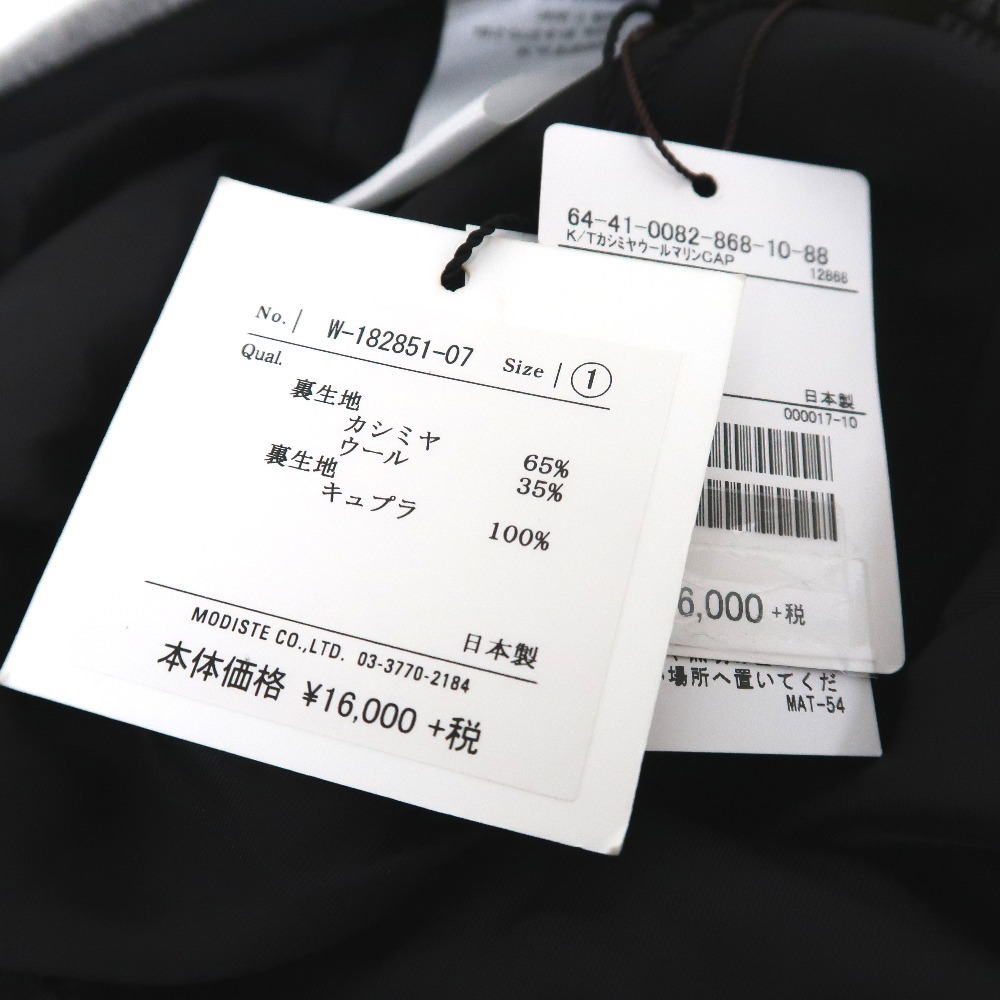 No. | W-182851-07 Size | ①
Qual.
裏生地
カシミヤ 65%
ウール 35%
裏生地
キュプラ 100%
MODISTE CO.,LTD. 03-3770-2184 日本製
本体価格 ¥16,000 +税
64-41-0082-868-10-88
K/TカシミヤウールマリンCAP
12868
日本製
000017-10
6,000 +税
場所へ置いてくだ
MAT-54